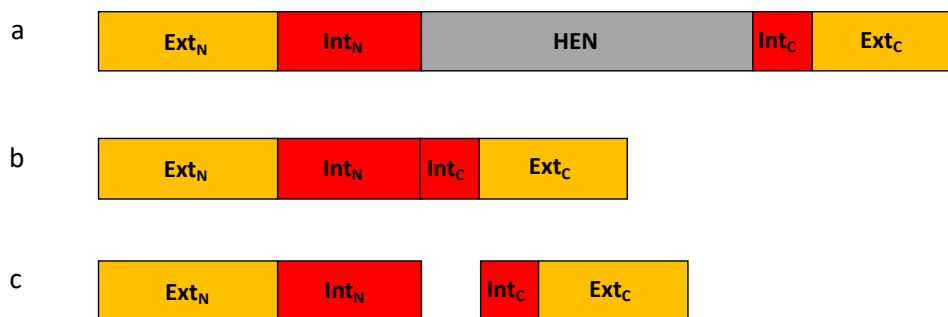 a Ext_N Int_N HEN Int_C Ext_C
b Ext_N Int_N Int_C Ext_C
c Ext_N Int_N Int_C Ext_C